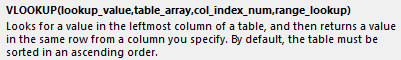 VLOOKUP(lookup_value,table_array,col_index_num,range_lookup)
Looks for a value in the leftmost column of a table, and then returns a value
in the same row from a column you specify. By default, the table must be
sorted in an ascending order.